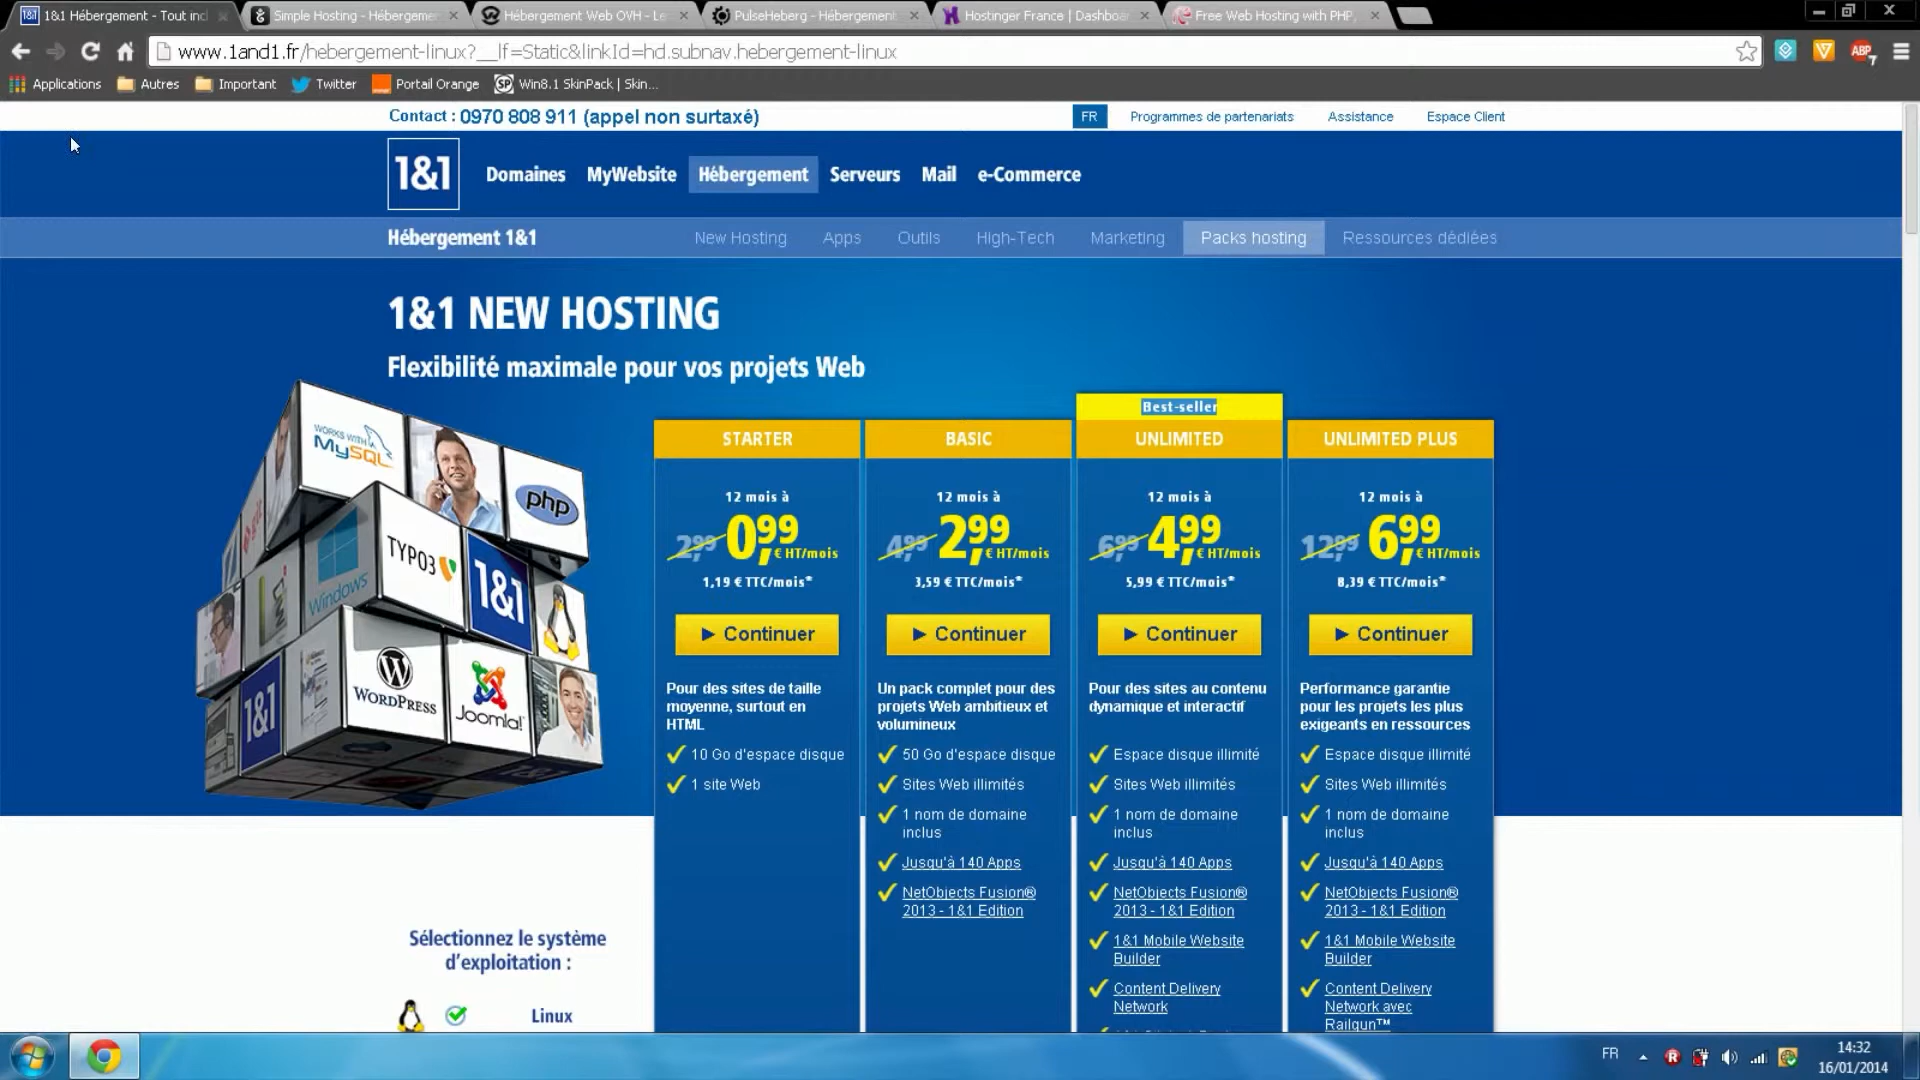 1&1 Hébergement - Tout incl
Simple Hosting - Hébergemen
Hébergement Web OVH - Le
PulseHeberg - Hébergement
Hostinger France | Dashboa
Free Web Hosting with PHP,
www.1and1.fr/hebergement-linux?__lf=Static&linkId=hd.subnav.hebergement-linux
ABP
7
Applications
Autres
Important
Twitter
Portail Orange
SP
Win8.1 SkinPack | Skin...
Contact : 0970 808 911 (appel non surtaxé)
FR
Programmes de partenariats
Assistance
Espace Client
1&1
Domaines
MyWebsite
Hébergement
Serveurs
Mail
e-Commerce
Hébergement 1&1
New Hosting
Apps
Outils
High-Tech
Marketing
Packs hosting
Ressources dédiées
1&1 NEW HOSTING
Flexibilité maximale pour vos projets Web
WORKS WITH
MySQL
php
TYPO3
Windows
1&1
WORDPRESS
Joomla!
1&1
STARTER
12 mois à
2,99 0,99 € HT/mois
1,19 € TTC/mois*
► Continuer
Pour des sites de taille
moyenne, surtout en
HTML
10 Go d'espace disque
1 site Web
BASIC
12 mois à
4,99 2,99 € HT/mois
3,59 € TTC/mois*
► Continuer
Un pack complet pour des
projets Web ambitieux et
volumineux
50 Go d'espace disque
Sites Web illimités
1 nom de domaine
inclus
Jusqu'à 140 Apps
NetObjects Fusion®
2013 - 1&1 Edition
Best-seller
UNLIMITED
12 mois à
6,99 4,99 € HT/mois
5,99 € TTC/mois*
► Continuer
Pour des sites au contenu
dynamique et interactif
Espace disque illimité
Sites Web illimités
1 nom de domaine
inclus
Jusqu'à 140 Apps
NetObjects Fusion®
2013 - 1&1 Edition
1&1 Mobile Website
Builder
Content Delivery
Network
UNLIMITED PLUS
12 mois à
12,99 6,99 € HT/mois
8,39 € TTC/mois*
► Continuer
Performance garantie
pour les projets les plus
exigeants en ressources
Espace disque illimité
Sites Web illimités
1 nom de domaine
inclus
Jusqu'à 140 Apps
NetObjects Fusion®
2013 - 1&1 Edition
1&1 Mobile Website
Builder
Content Delivery
Network avec
Railgun™
Sélectionnez le système
d'exploitation :
Linux
FR
R
14:32
16/01/2014